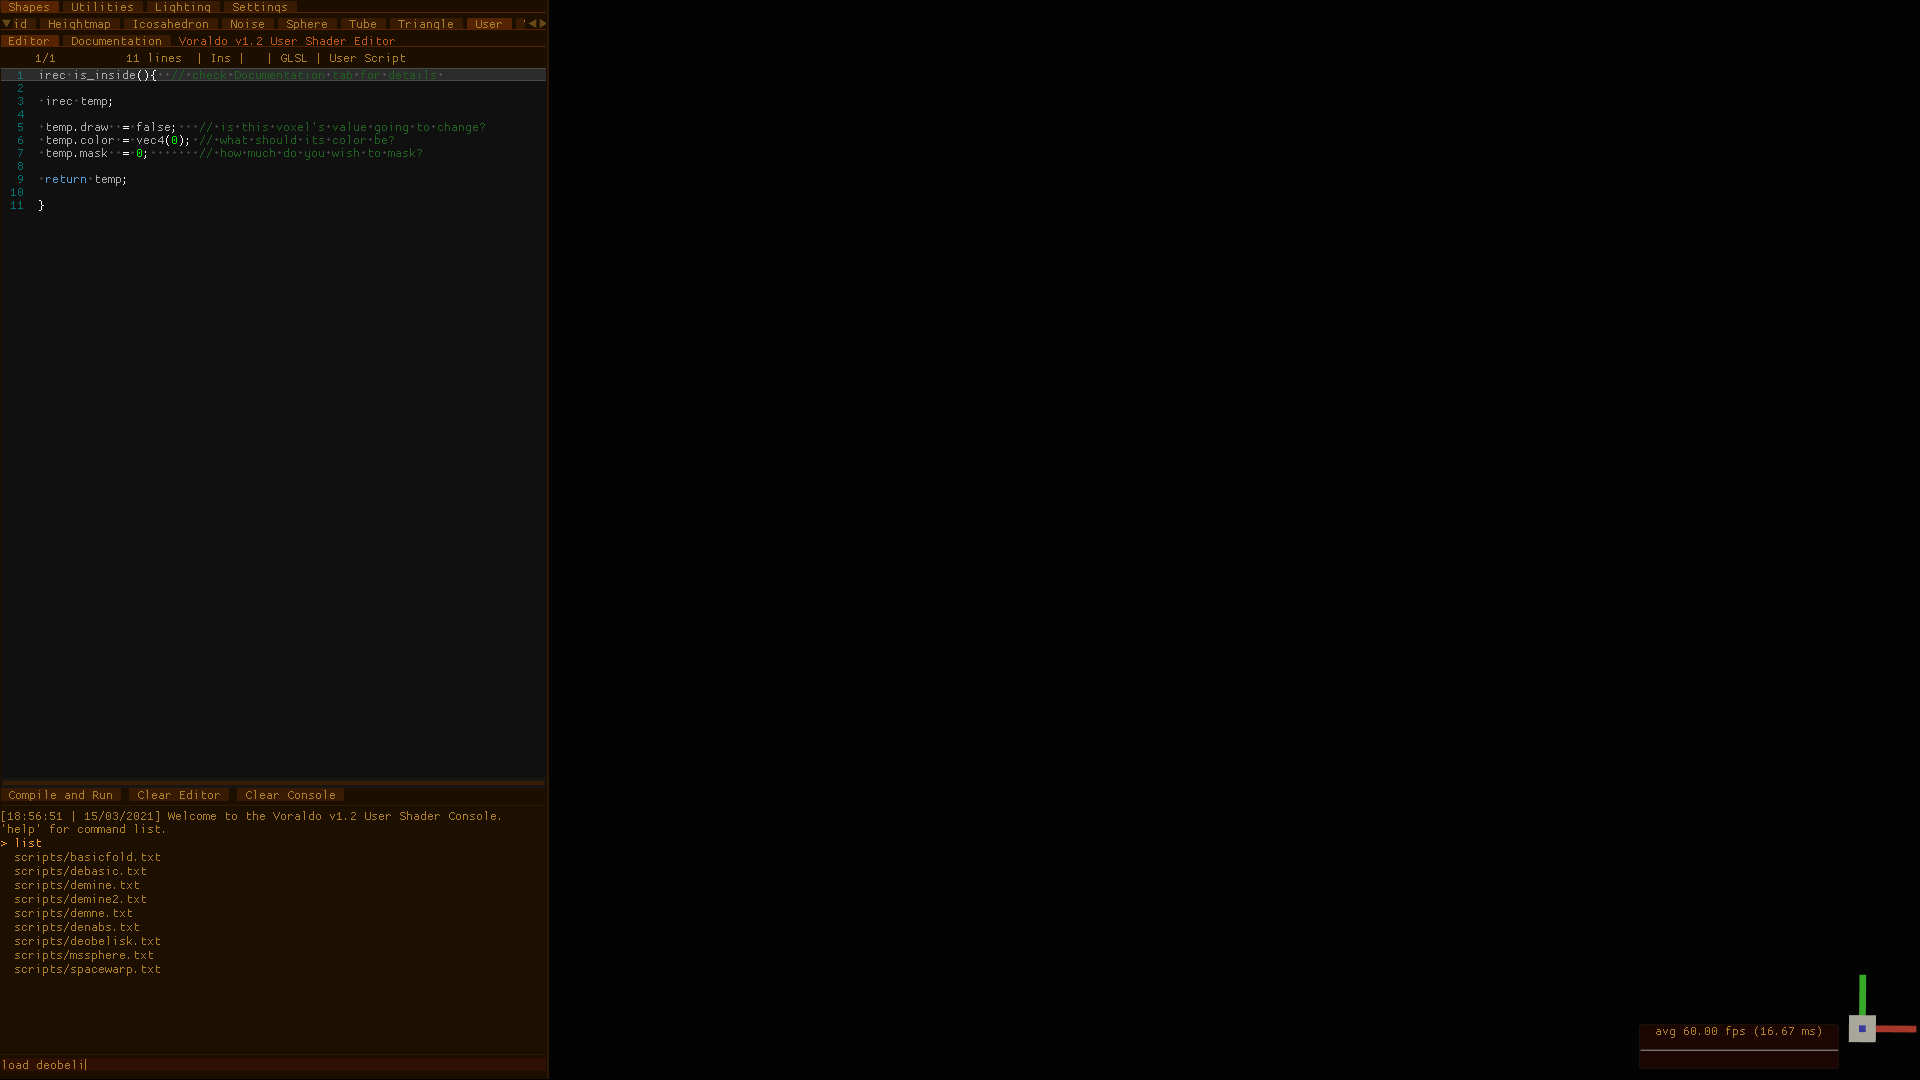 Shapes Utilities Lighting Settings
id Heightmap Icosahedron Noise Sphere Tube Triangle User
Editor Documentation Voraldo v1.2 User Shader Editor
1/1 11 lines | Ins | | GLSL | User Script
1 irec is_inside(){ // check Documentation tab for details
2
3 irec temp;
4
5 temp.draw = false; // is this voxel's value going to change?
6 temp.color = vec4(0); // what should its color be?
7 temp.mask = 0; // how much do you wish to mask?
8
9 return temp;
10
11 }
Compile and Run Clear Editor Clear Console
[18:56:51 | 15/03/2021] Welcome to the Voraldo v1.2 User Shader Console.
'help' for command list.
> list
scripts/basicfold.txt
scripts/debasic.txt
scripts/demine.txt
scripts/demine2.txt
scripts/demne.txt
scripts/denabs.txt
scripts/deobelisk.txt
scripts/mssphere.txt
scripts/spacewarp.txt
avg 60.00 fps (16.67 ms)
load deobeli